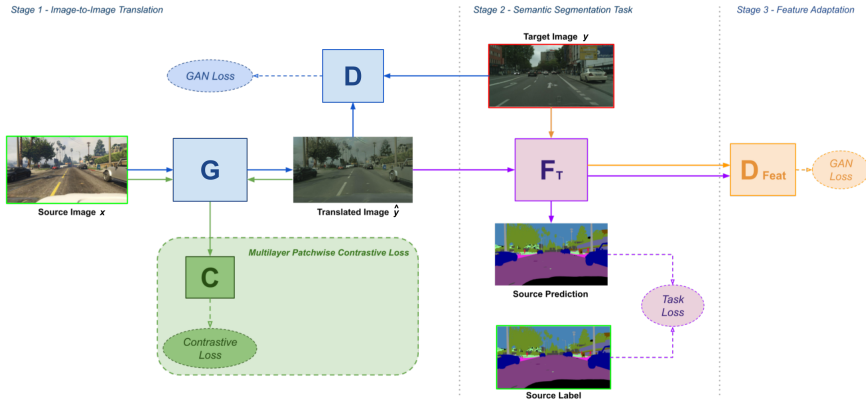 Stage 1 - Image-to-Image Translation
Stage 2 - Semantic Segmentation Task
Stage 3 - Feature Adaptation
Target Image y
GAN Loss
D
G
F T
D Feat
GAN
Loss
Source Image x
Translated Image ŷ
Multilayer Patchwise Contrastive Loss
C
Contrastive
Loss
Source Prediction
Task
Loss
Source Label